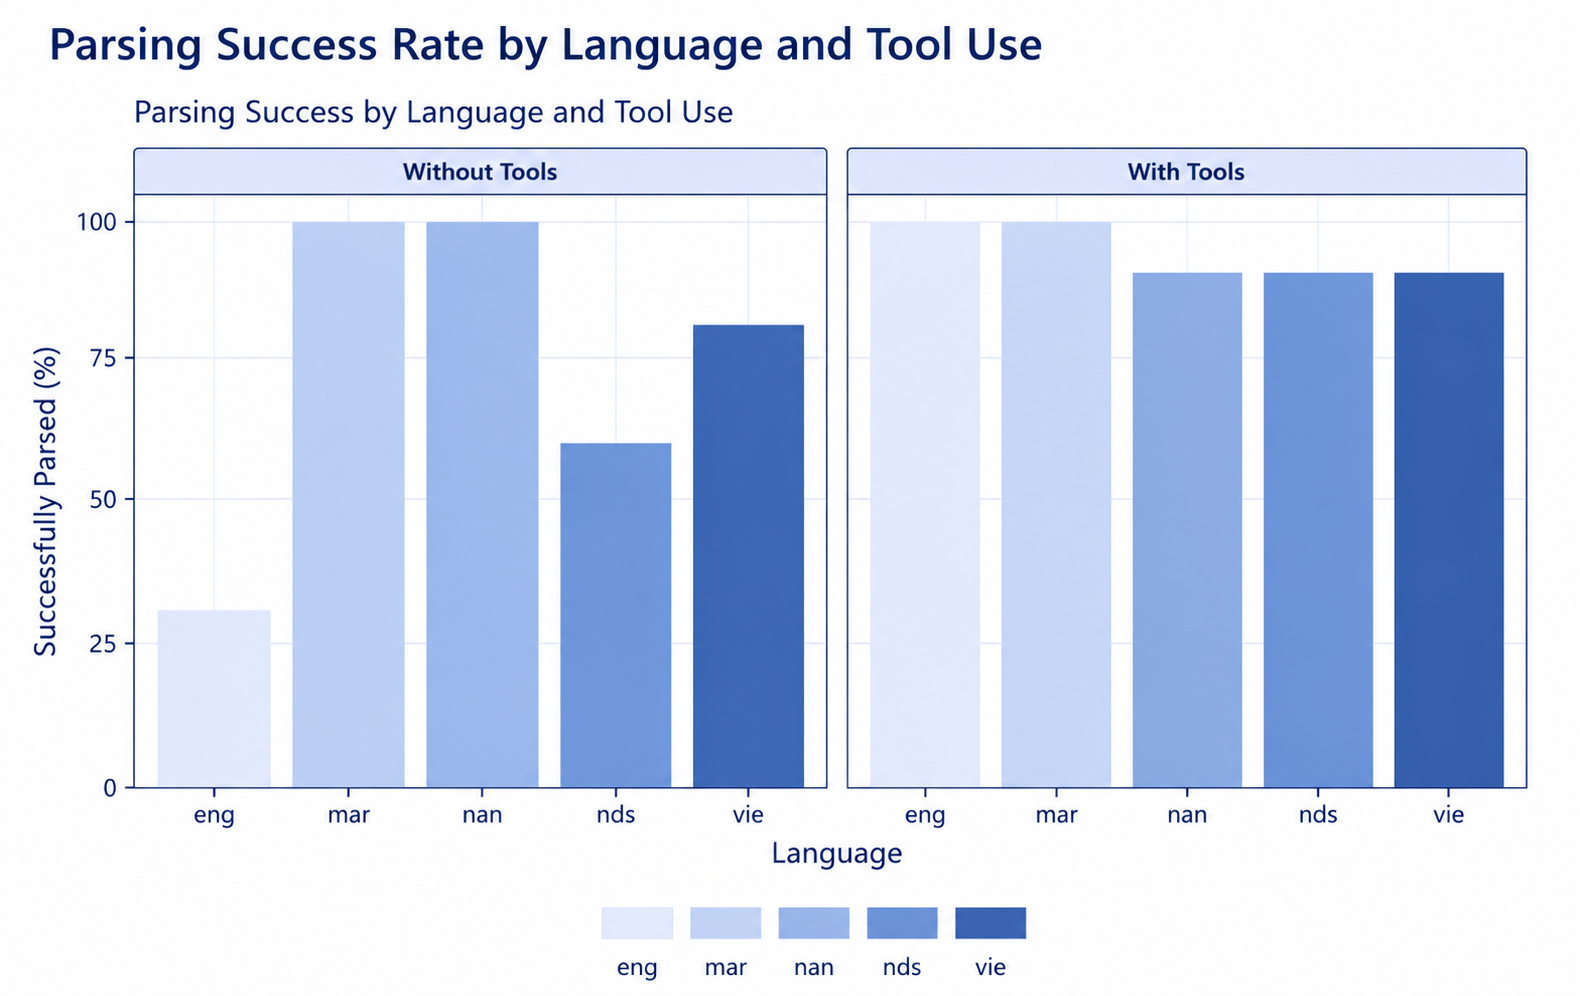 Parsing Success Rate by Language and Tool Use
Parsing Success by Language and Tool Use
Without Tools
With Tools
Successfully Parsed (%)
100
75
50
25
0
eng mar nan nds vie
eng mar nan nds vie
Language
eng mar nan nds vie